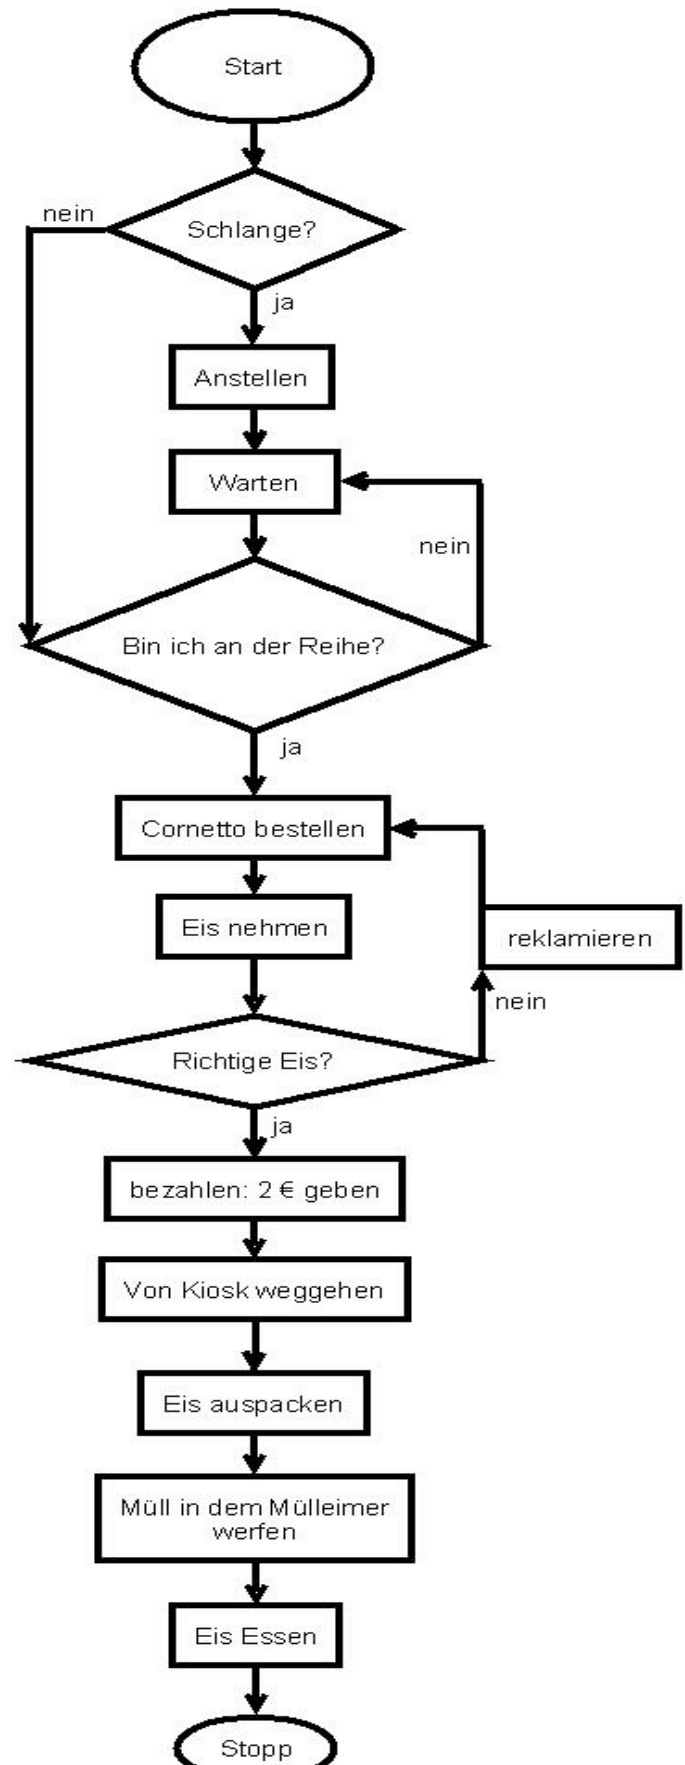 Start
nein
Schlange?
ja
Anstellen
Warten
nein
Bin ich an der Reihe?
ja
Cornetto bestellen
Eis nehmen
reklamieren
nein
Richtige Eis?
ja
bezahlen: 2 € geben
Von Kiosk weggehen
Eis auspacken
Müll in dem Mülleimer
werfen
Eis Essen
Stopp